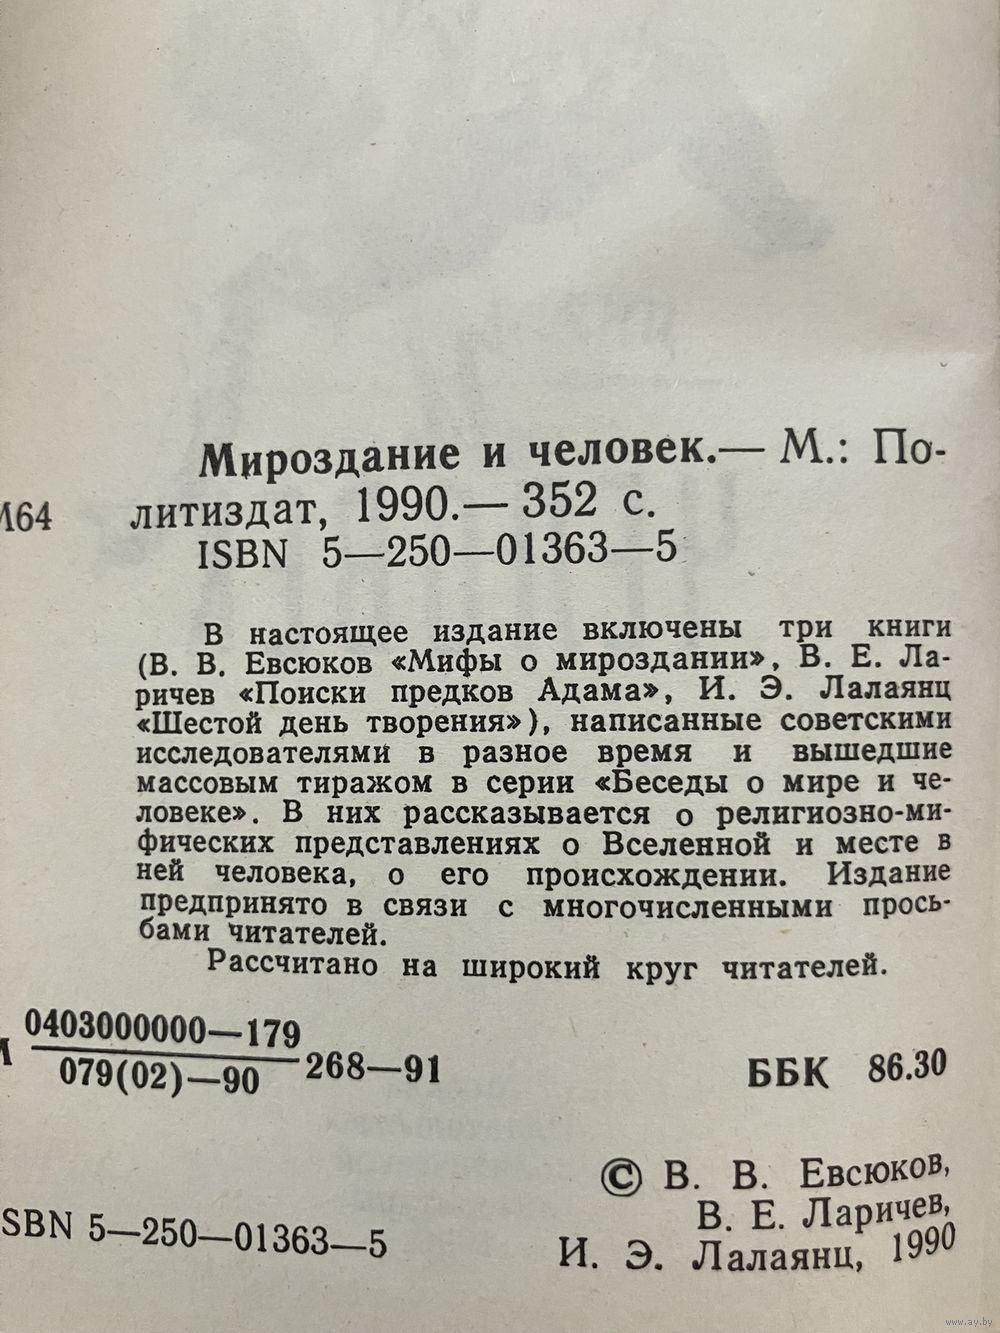 Мироздание и человек.— М.: По-
М64 литиздат, 1990.— 352 с.
ISBN 5—250—01363—5
В настоящее издание включены три книги
(В. В. Евсюков «Мифы о мироздании», В. Е. Ла-
ричев «Поиски предков Адама», И. Э. Лалаянц
«Шестой день творения»), написанные советскими
исследователями в разное время и вышедшие
массовым тиражом в серии «Беседы о мире и че-
ловеке». В них рассказывается о религиозно-ми-
фических представлениях о Вселенной и месте в
ней человека, о его происхождении. Издание
предпринято в связи с многочисленными прось-
бами читателей.
Рассчитано на широкий круг читателей.
М 0403000000—179
079(02)—90 268—91
ББК 86.30
© В. В. Евсюков,
В. Е. Ларичев,
И. Э. Лалаянц, 1990
SBN 5—250—01363—5
www.ay.by